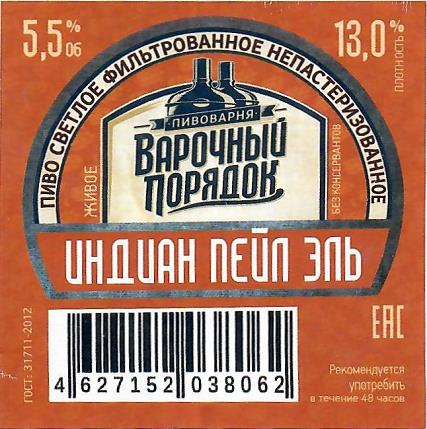 5,5% об
13,0% ПЛОТНОСТЬ
ПИВО СВЕТЛОЕ ФИЛЬТРОВАННОЕ НЕПАСТЕРИЗОВАННОЕ
· ПИВОВАРНЯ ·
ВАРОЧНЫЙ
ПОРЯДОК
ЖИВОЕ
БЕЗ КОНСЕРВАНТОВ
ИНДИАН ПЕЙЛ ЭЛЬ
ГОСТ: 31711-2012
4 627152 038062
EAC
Рекомендуется
употребить
в течение 48 часов